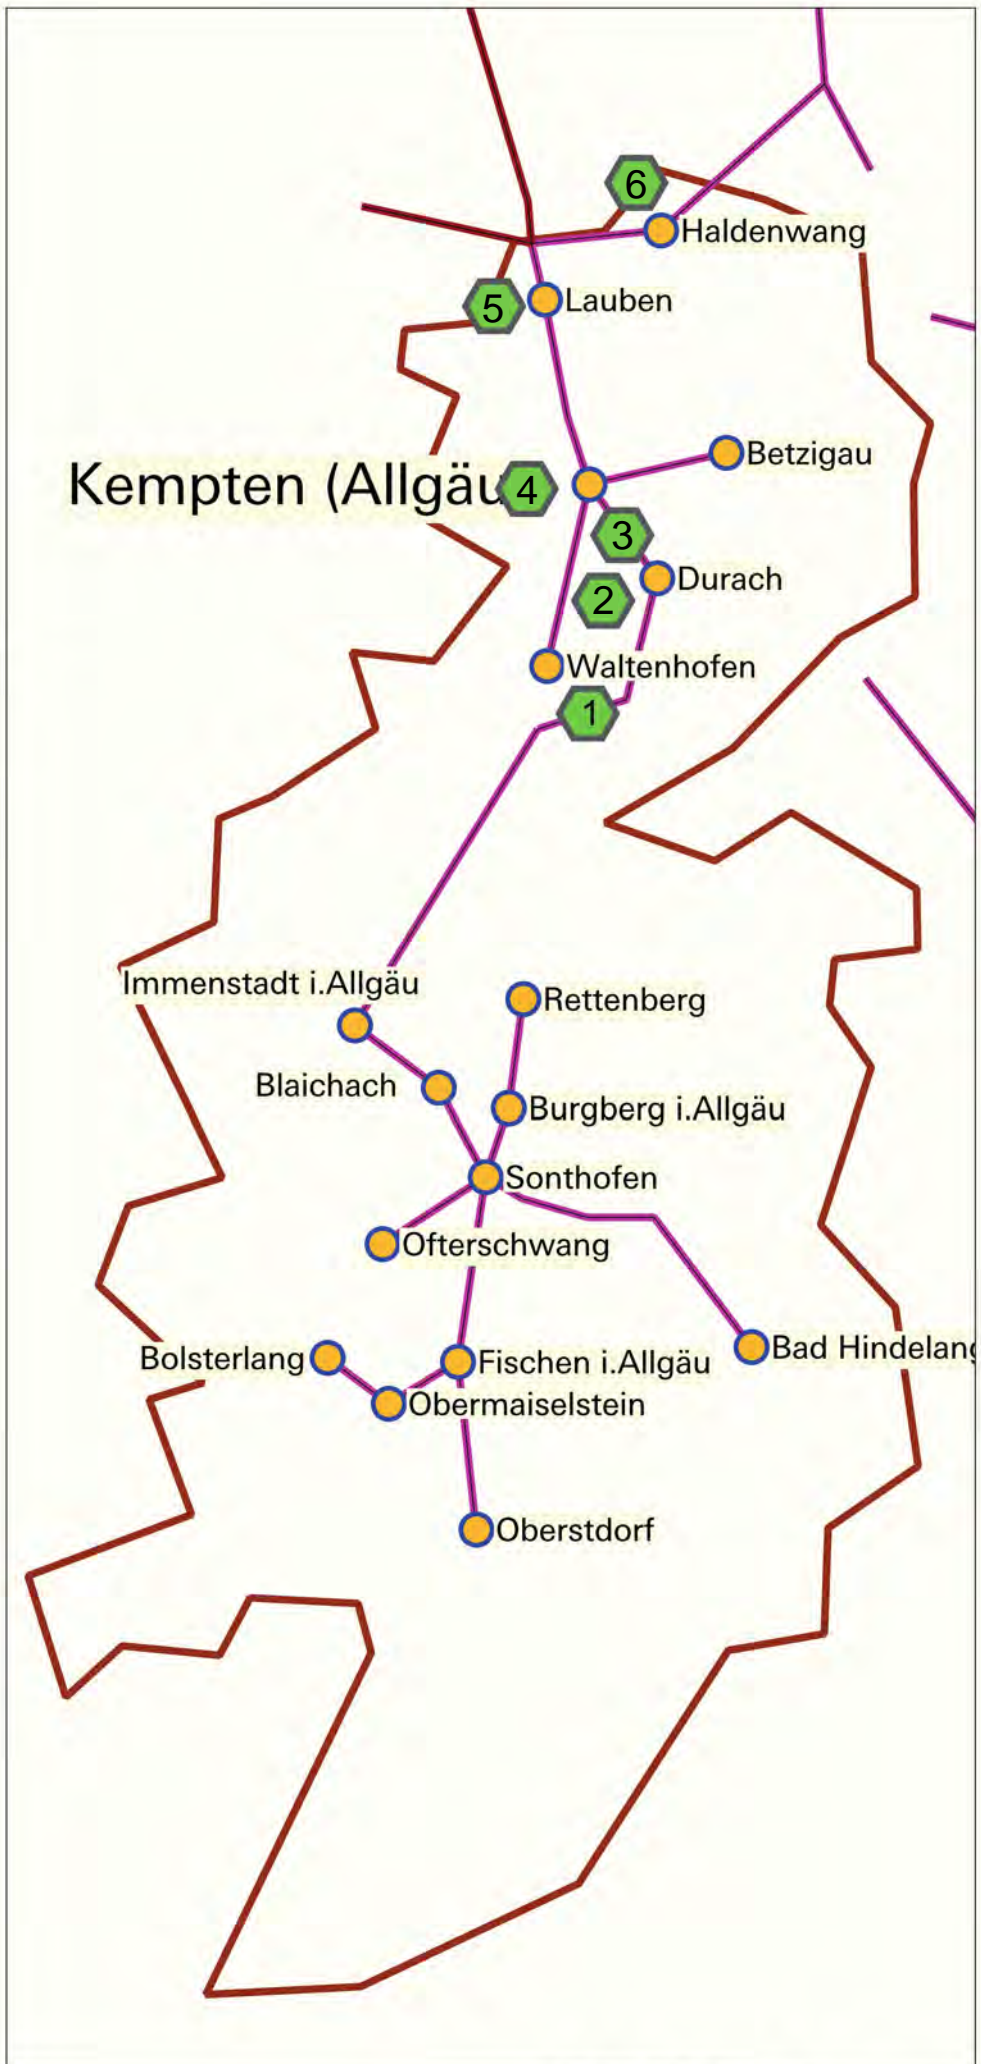 6
Haldenwang
5
Lauben
Betzigau
Kempten (Allgäu
4
3
Durach
2
Waltenhofen
1
Immenstadt i.Allgäu
Rettenberg
Blaichach
Burgberg i.Allgäu
Sonthofen
Ofterschwang
Bad Hindelang
Bolsterlang
Fischen i.Allgäu
Obermaiselstein
Oberstdorf